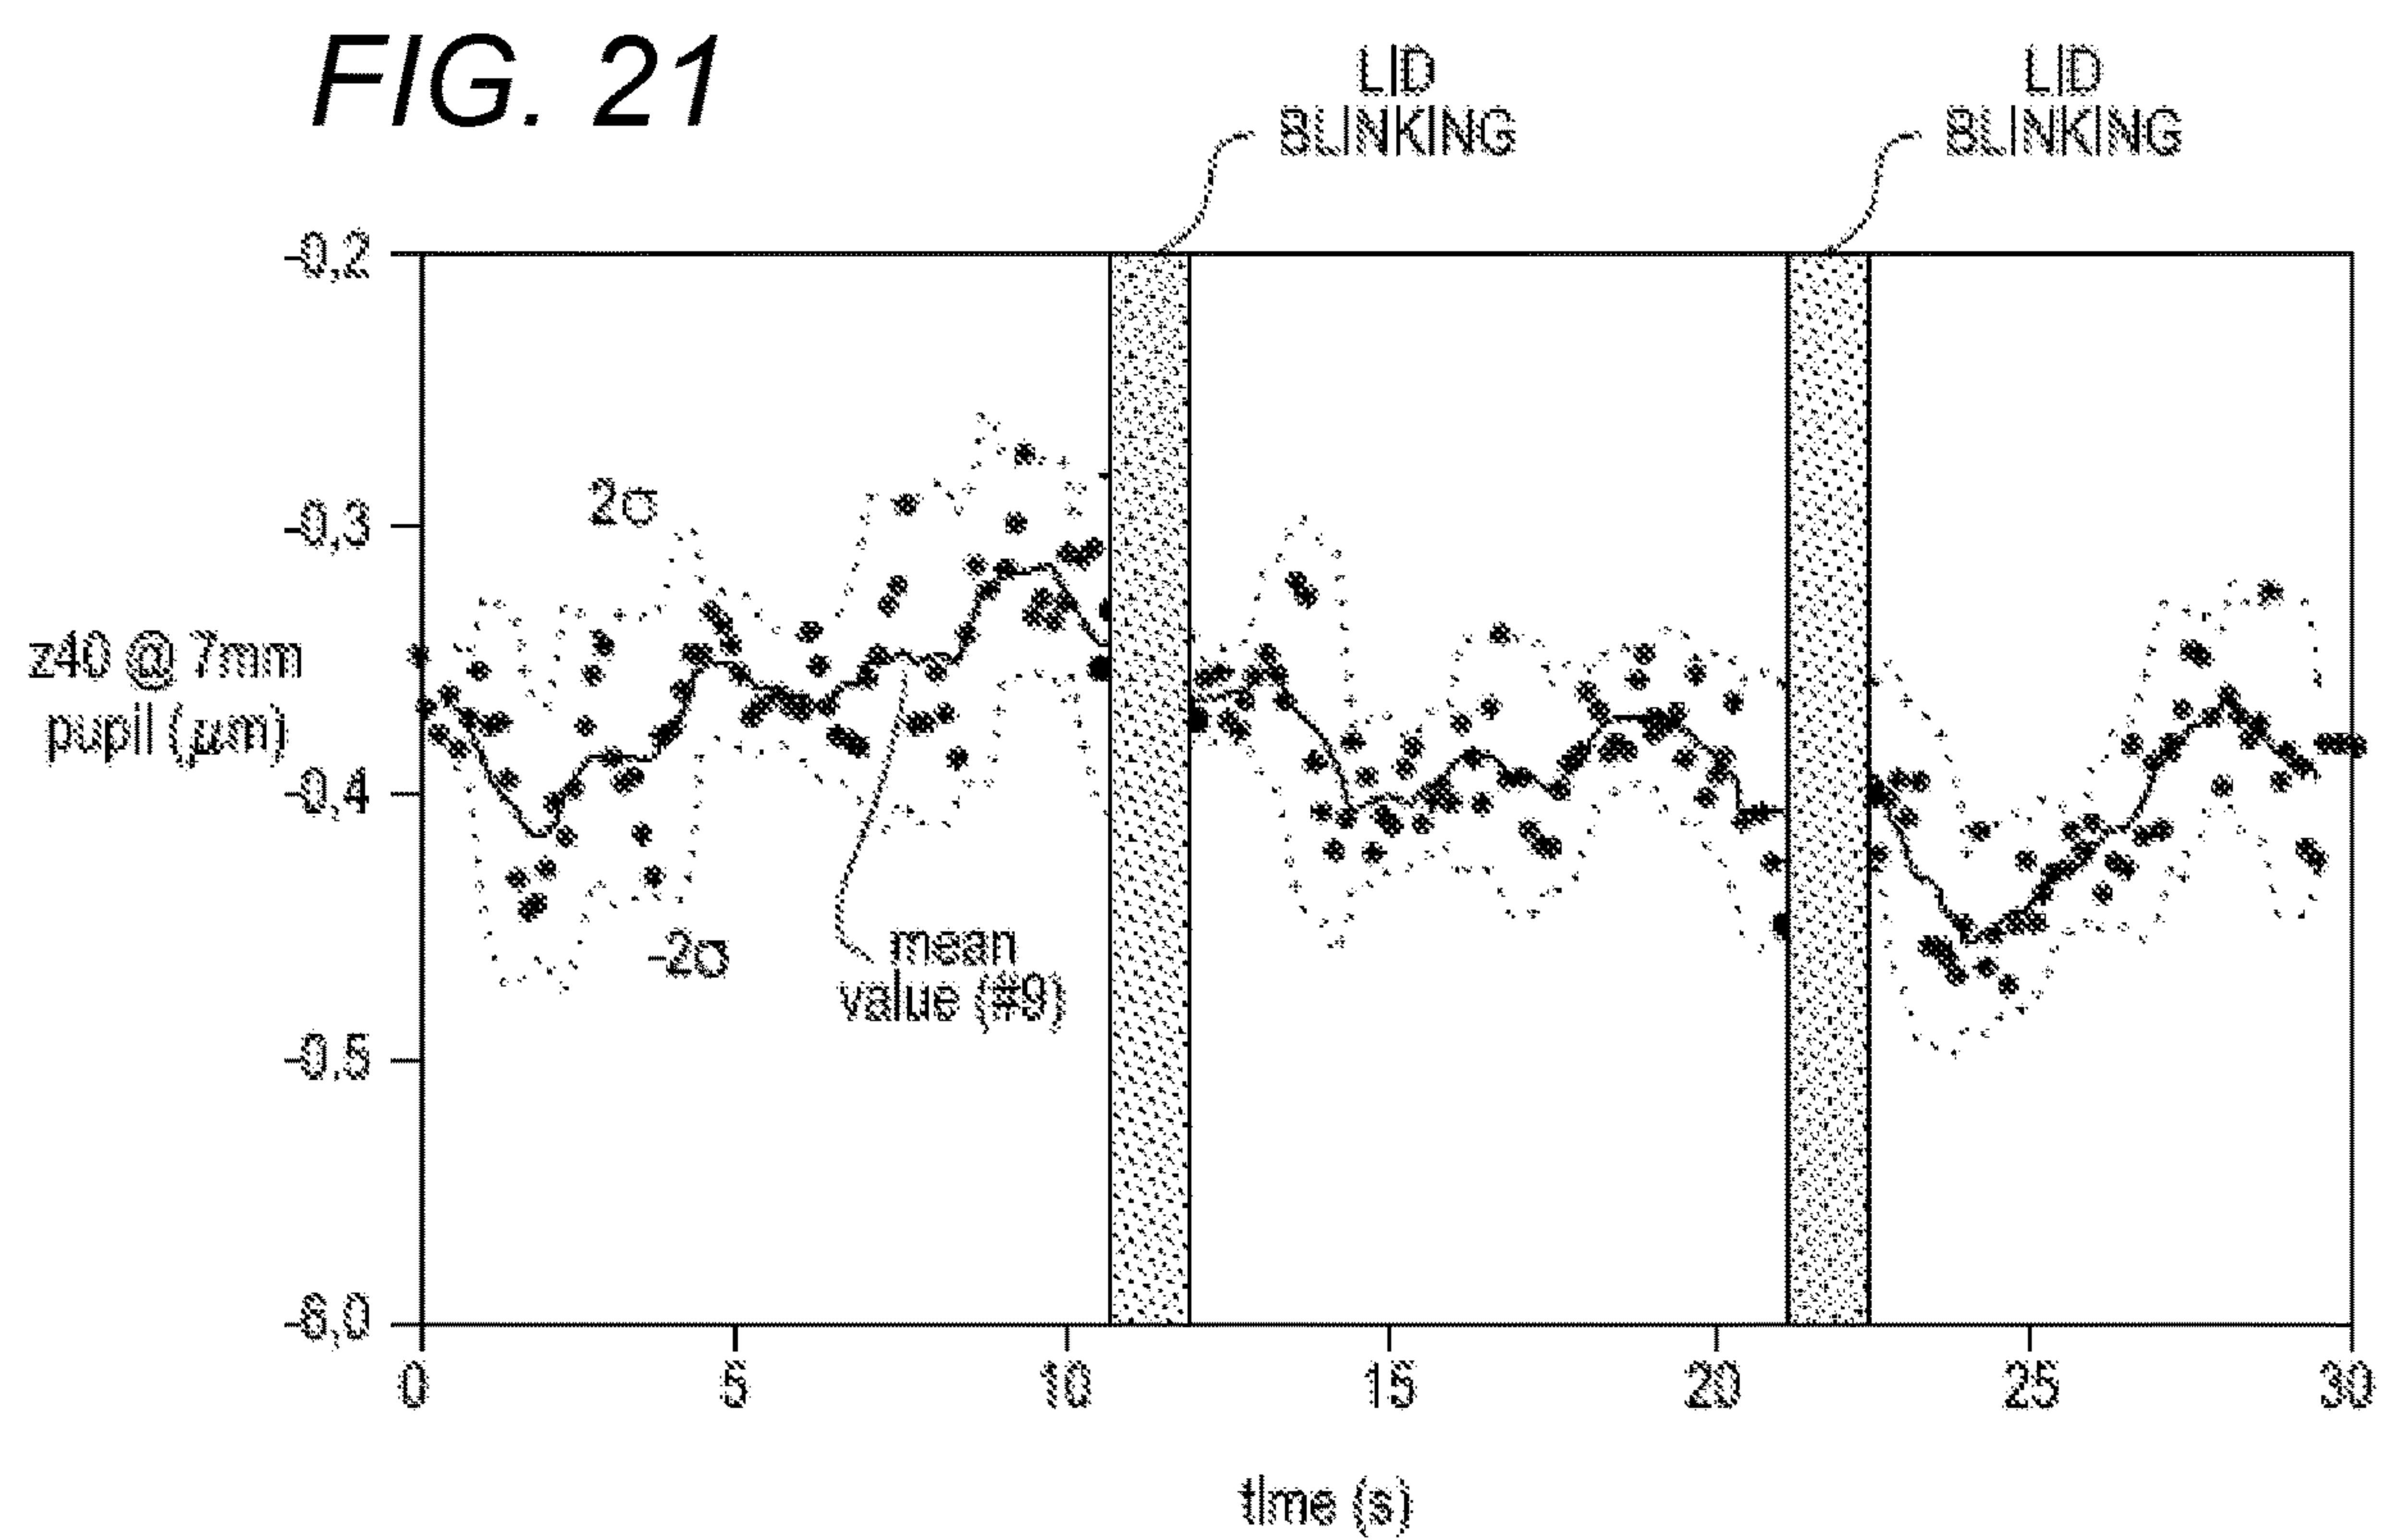 FIG. 21
LID
BLINKING
LID
BLINKING
-0,2
-0,3
-0,4
-0,5
-6,0
z40 @ 7mm
pupil (µm)
2σ
-2σ
mean
value (#9)
0
5
10
15
20
25
30
time (s)